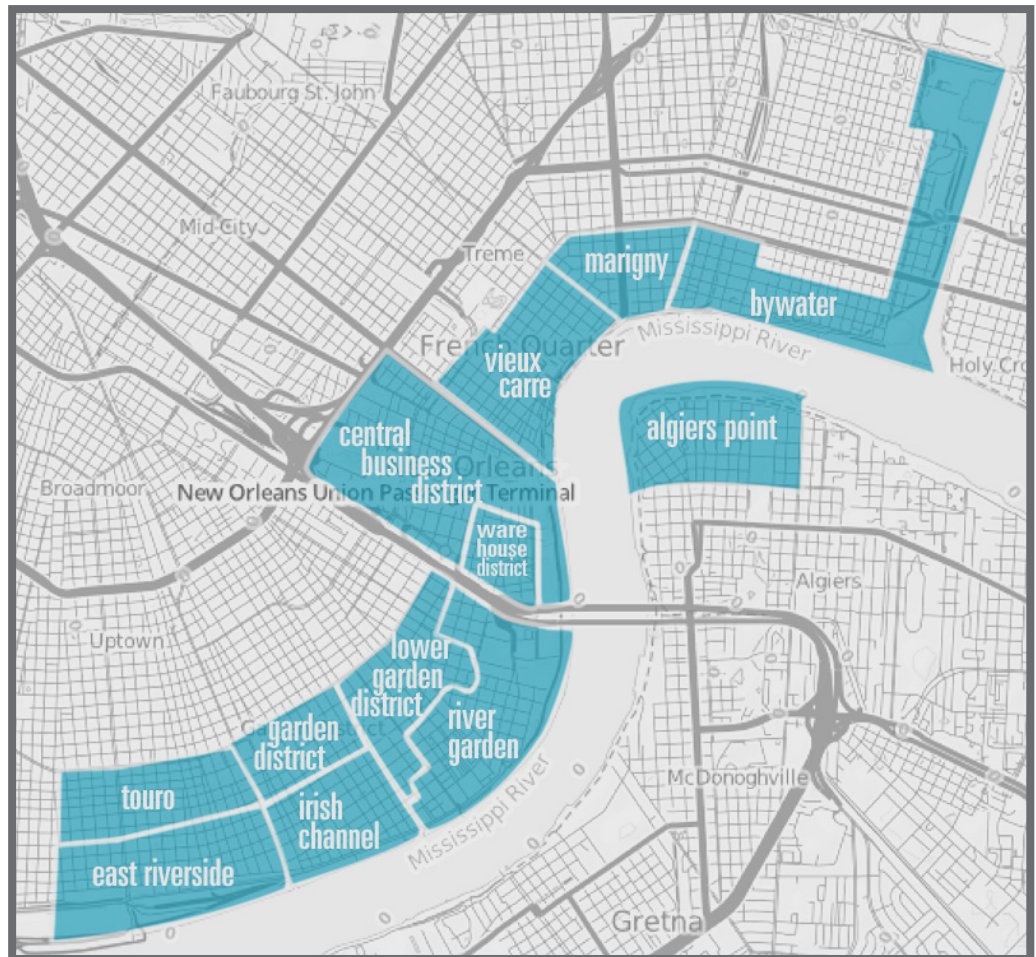 Faubourg St. John
Mid-City
Treme
marigny
bywater
Mississippi River
French Quarter
vieux
carre
Holy Cro
algiers point
central
business
district
Orleans
Broadmoor
New Orleans Union Pas Terminal
ware
house
district
Algiers
Uptown
lower
garden
district
river
garden
garden
district
touro
irish
channel
Mississippi River
McDonoghville
east riverside
Gretna